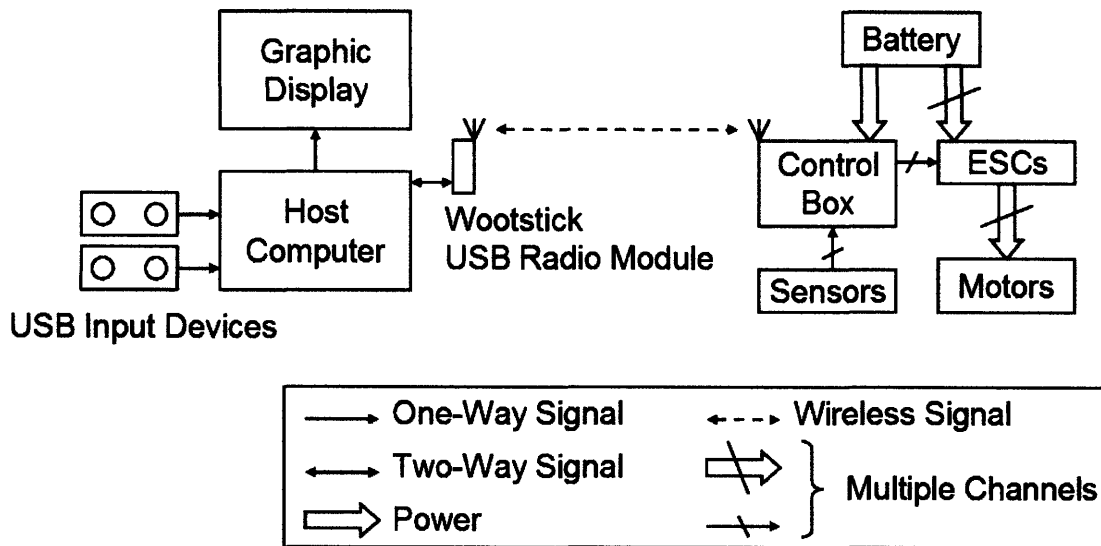 Graphic
Display
Battery
Control
Box
ESCs
Host
Computer
Wootstick
USB Radio Module
Sensors
Motors
USB Input Devices
One-Way Signal
Wireless Signal
Two-Way Signal
Multiple Channels
Power